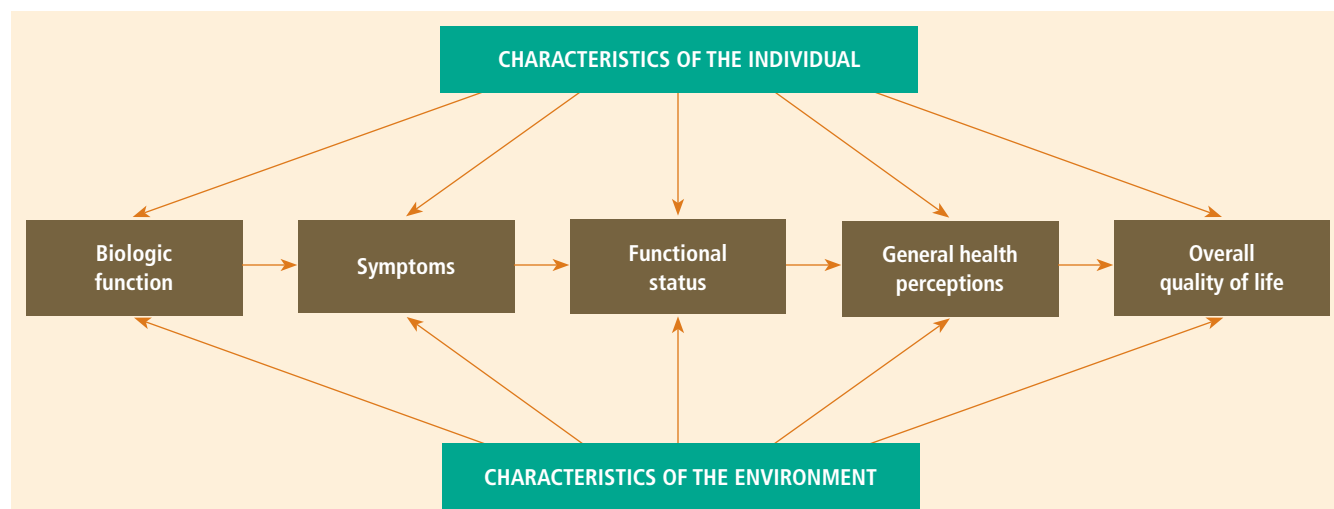 CHARACTERISTICS OF THE INDIVIDUAL
Biologic
function
Symptoms
Functional
status
General health
perceptions
Overall
quality of life
CHARACTERISTICS OF THE ENVIRONMENT